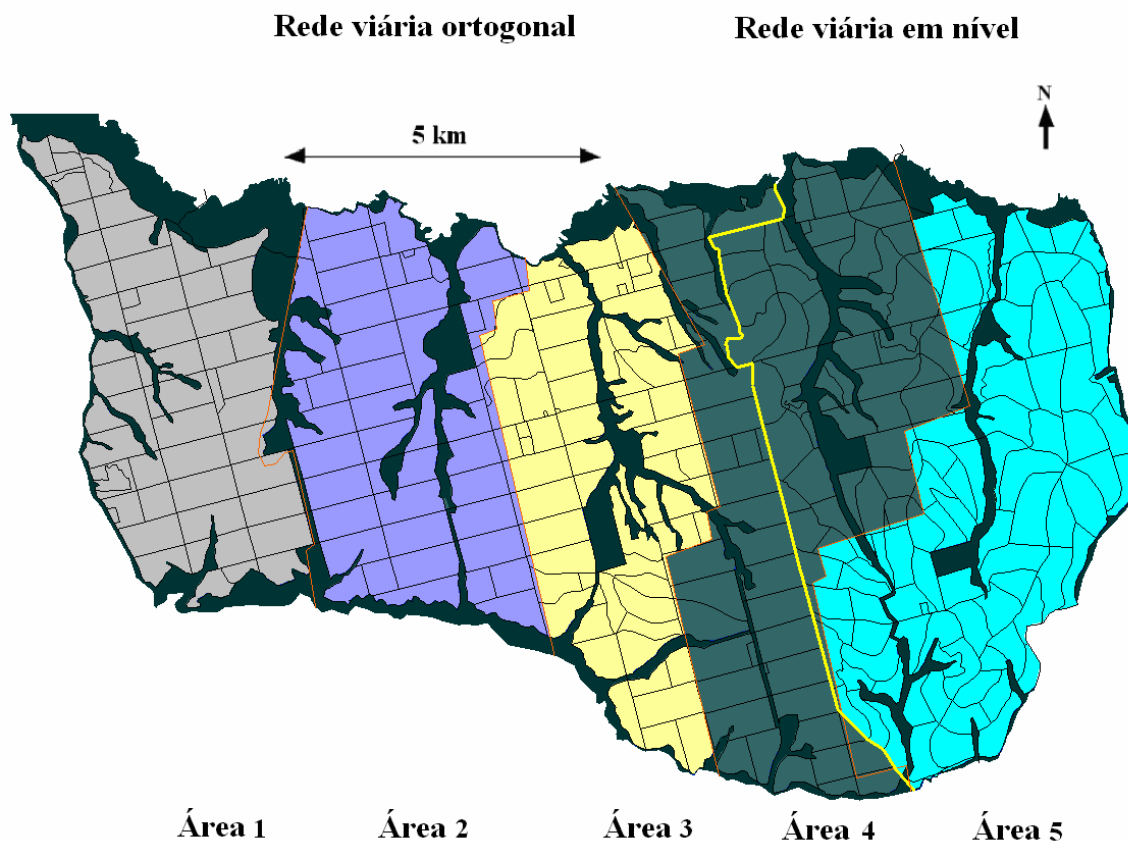 Rede viária ortogonal
Rede viária em nível
N
5 km
Área 1
Área 2
Área 3
Área 4
Área 5